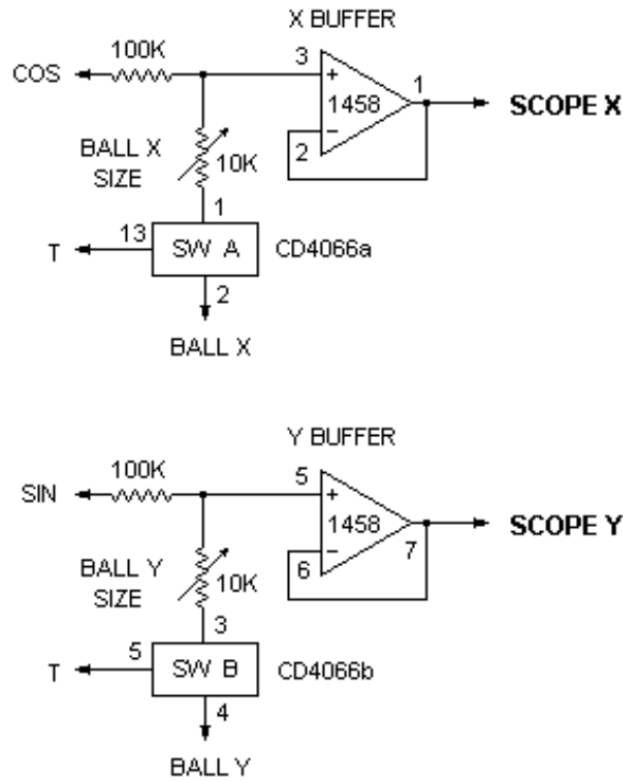 X BUFFER
100K
COS
3
+
1
1458
SCOPE X
2
−
BALL X
SIZE
10K
1
13
T
SW A
CD4066a
2
BALL X
Y BUFFER
100K
SIN
5
+
1458
SCOPE Y
7
6
−
BALL Y
SIZE
10K
3
5
T
SW B
CD4066b
4
BALL Y